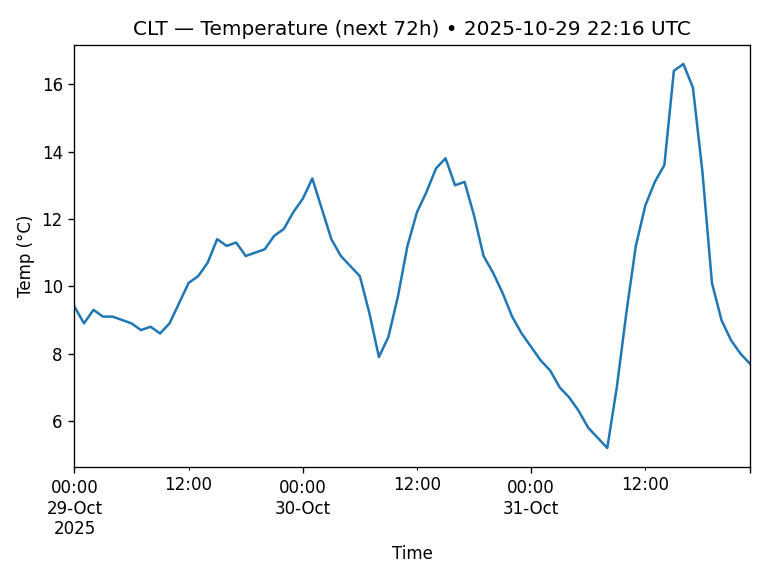 CLT — Temperature (next 72h) • 2025-10-29 22:16 UTC
Temp (°C)
16
14
12
10
8
6
00:00 12:00 00:00 12:00 00:00 12:00
29-Oct 30-Oct 31-Oct
2025
Time